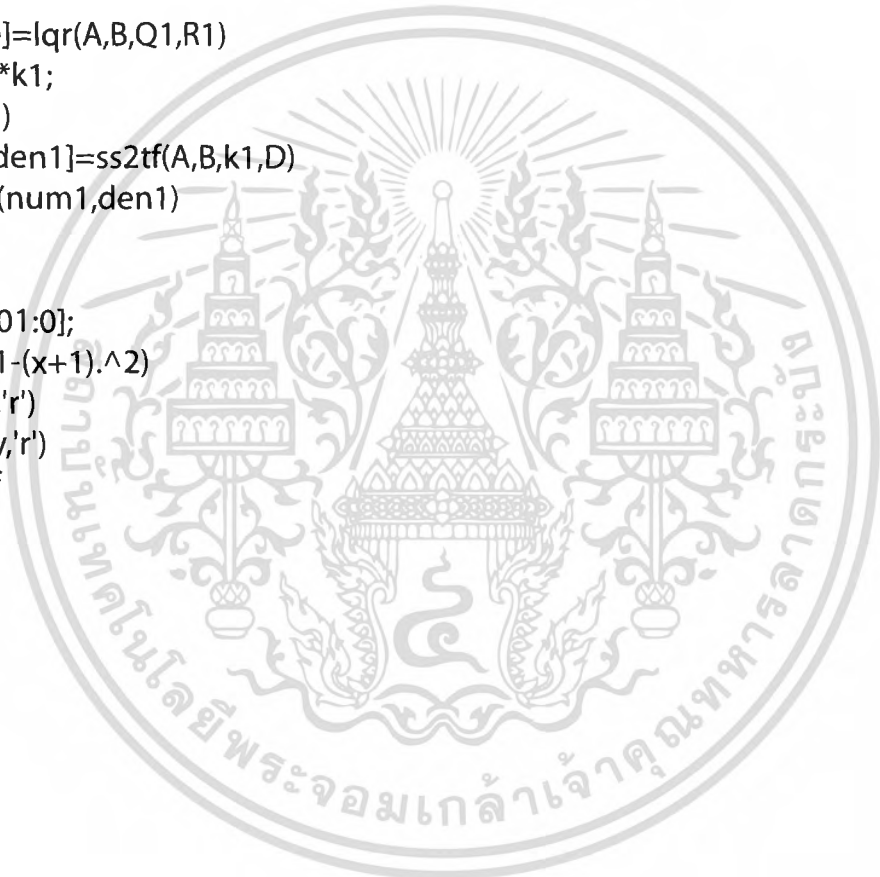 ]=lqr(A,B,Q1,R1)
*k1;
)
den1]=ss2tf(A,B,k1,D)
(num1,den1)
01:0];
1-(x+1).^2)
'r')
y,'r')
สถาบันเทคโนโลยีพระจอมเกล้าเจ้าคุณทหารลาดกระบัง